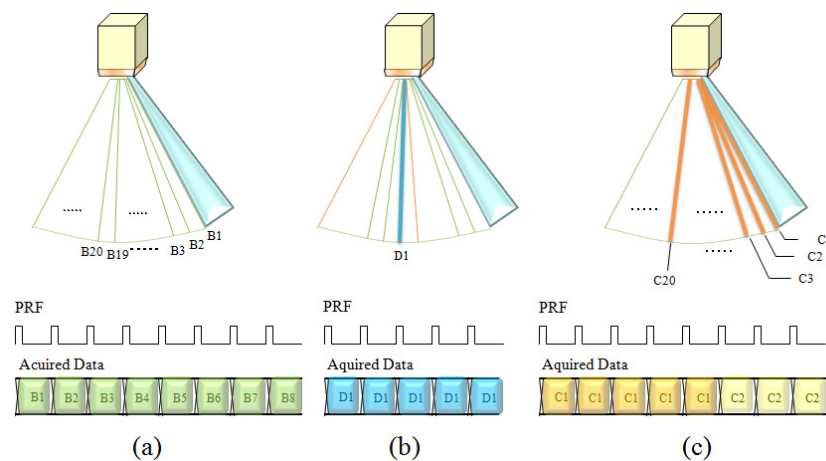 .....
.....
B20 B19 ...... B3 B2 B1
PRF
Acuired Data
B1 B2 B3 B4 B5 B6 B7 B8
(a)
D1
PRF
Aquired Data
D1 D1 D1 D1 D1
(b)
.....
.....
.....
C
C2
C3
C20
PRF
Aquired Data
C1 C1 C1 C1 C1 C2 C2 C2
(c)